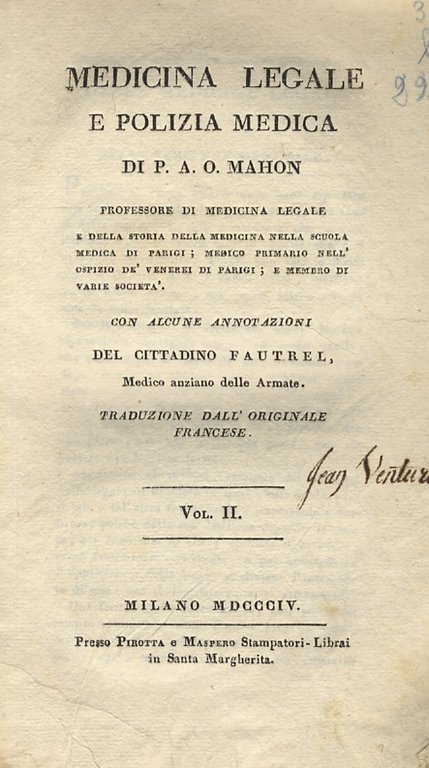 MEDICINA LEGALE
E POLIZIA MEDICA
DI P. A. O. MAHON
PROFESSORE DI MEDICINA LEGALE
E DELLA STORIA DELLA MEDICINA NELLA SCUOLA
MEDICA DI PARIGI ; MEDICO PRIMARIO NELL'
OSPIZIO DE' VENEREI DI PARIGI ; E MEMBRO DI
VARIE SOCIETA'.
CON ALCUNE ANNOTAZIONI
DEL CITTADINO FAUTREL,
Medico anziano delle Armate.
TRADUZIONE DALL' ORIGINALE
FRANCESE.
Jean Ventur
VOL. II.
MILANO MDCCCIV.
Presso PIROTTA e MASPERO Stampatori-Librai
in Santa Margherita.